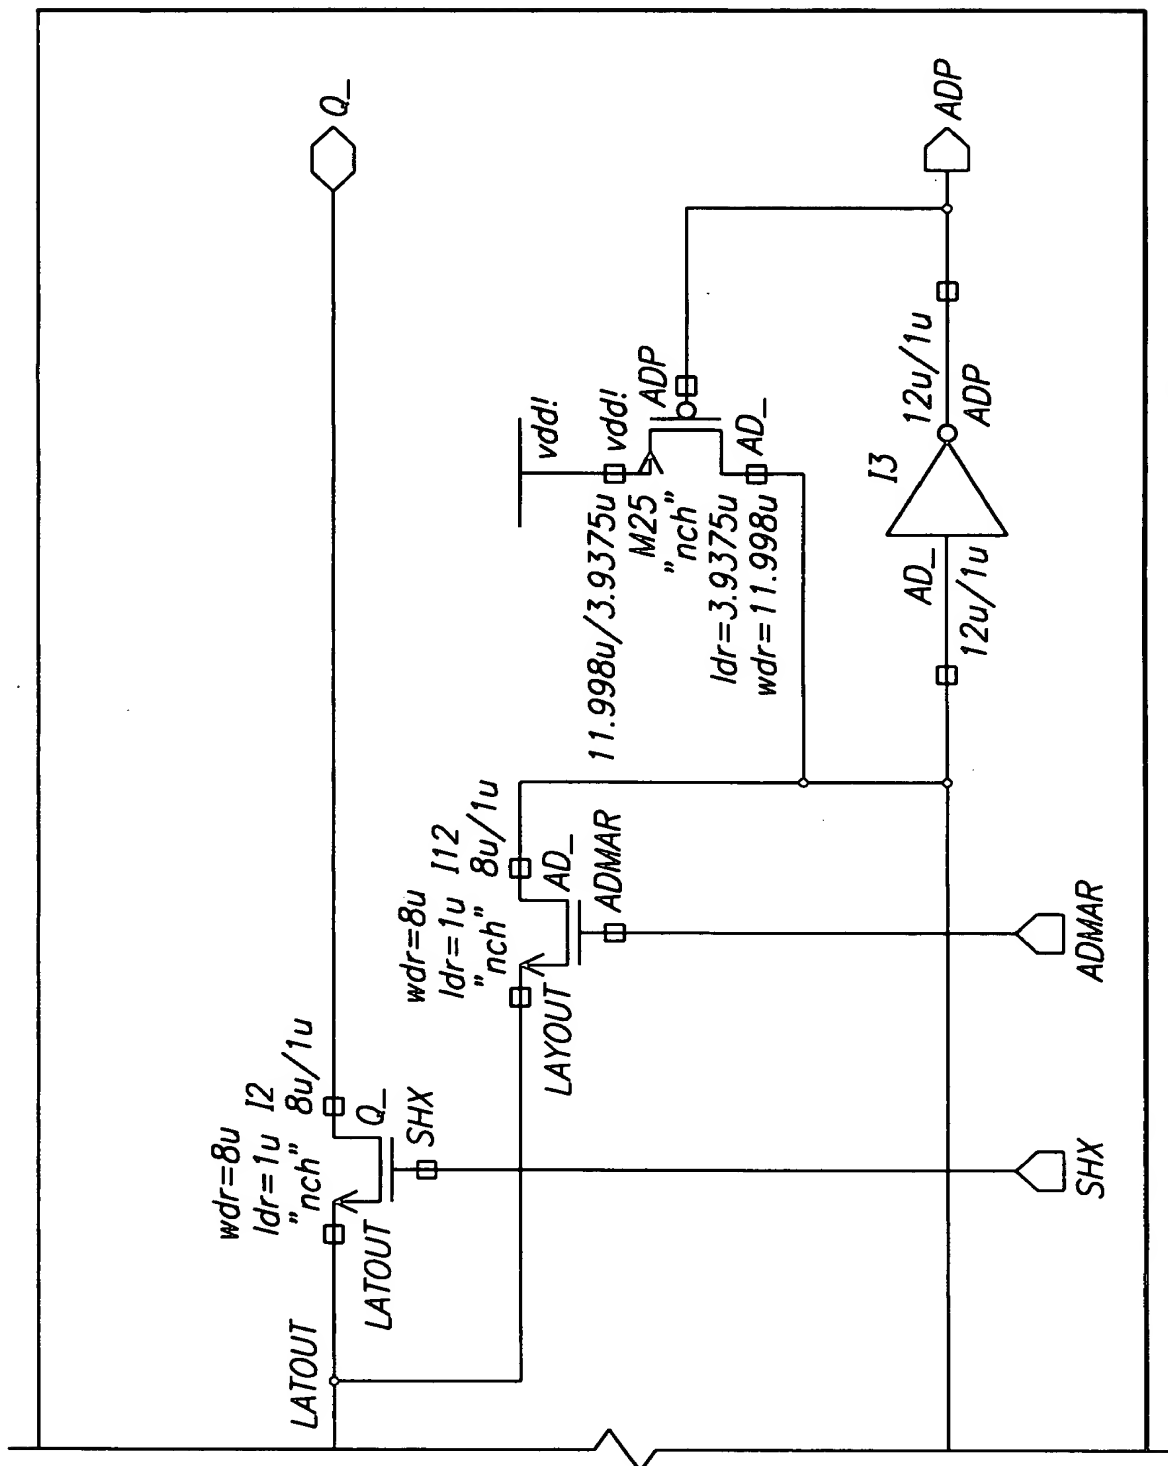 Q_
ADP
LATOUT
wdr=8u
ldr=1u
"nch"
I2
8u/1u
LATOUT
Q_
SHX
wdr=8u
ldr=1u
"nch"
I12
8u/1u
LAYOUT
AD_
ADMAR
vdd!
vdd!
11.998u/3.9375u
M25
"nch"
ldr=3.9375u
wdr=11.998u
ADP
AD_
I3
AD_
12u/1u
12u/1u
ADP
SHX
ADMAR